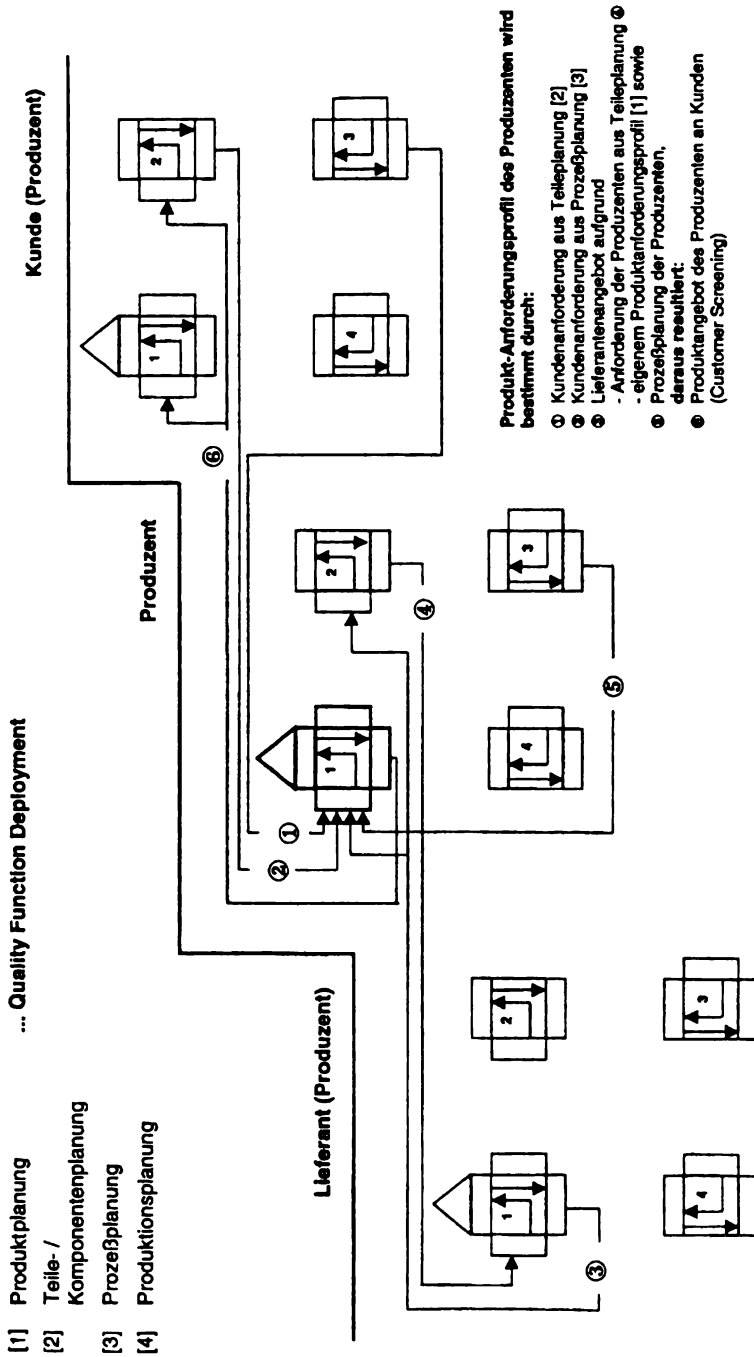 ... Quality Function Deployment
[1] Produktplanung
[2] Teile- /
Komponentenplanung
[3] Prozeßplanung
[4] Produktionsplanung
Kunde (Produzent)
1
2
4
3
⑥
Produzent
①
②
1
2
④
4
3
⑤
Lieferant (Produzent)
1
2
③
4
3
Produkt-Anforderungsprofil des Produzenten wird
bestimmt durch:
① Kundenanforderung aus Teileplanung [2]
② Kundenanforderung aus Prozeßplanung [3]
③ Lieferantenangebot aufgrund
- Anforderung der Produzenten aus Teileplanung ④
- eigenem Produktanforderungsprofil [1] sowie
⑤ Prozeßplanung der Produzenten,
daraus resultiert:
⑥ Produktangebot des Produzenten an Kunden
(Customer Screening)